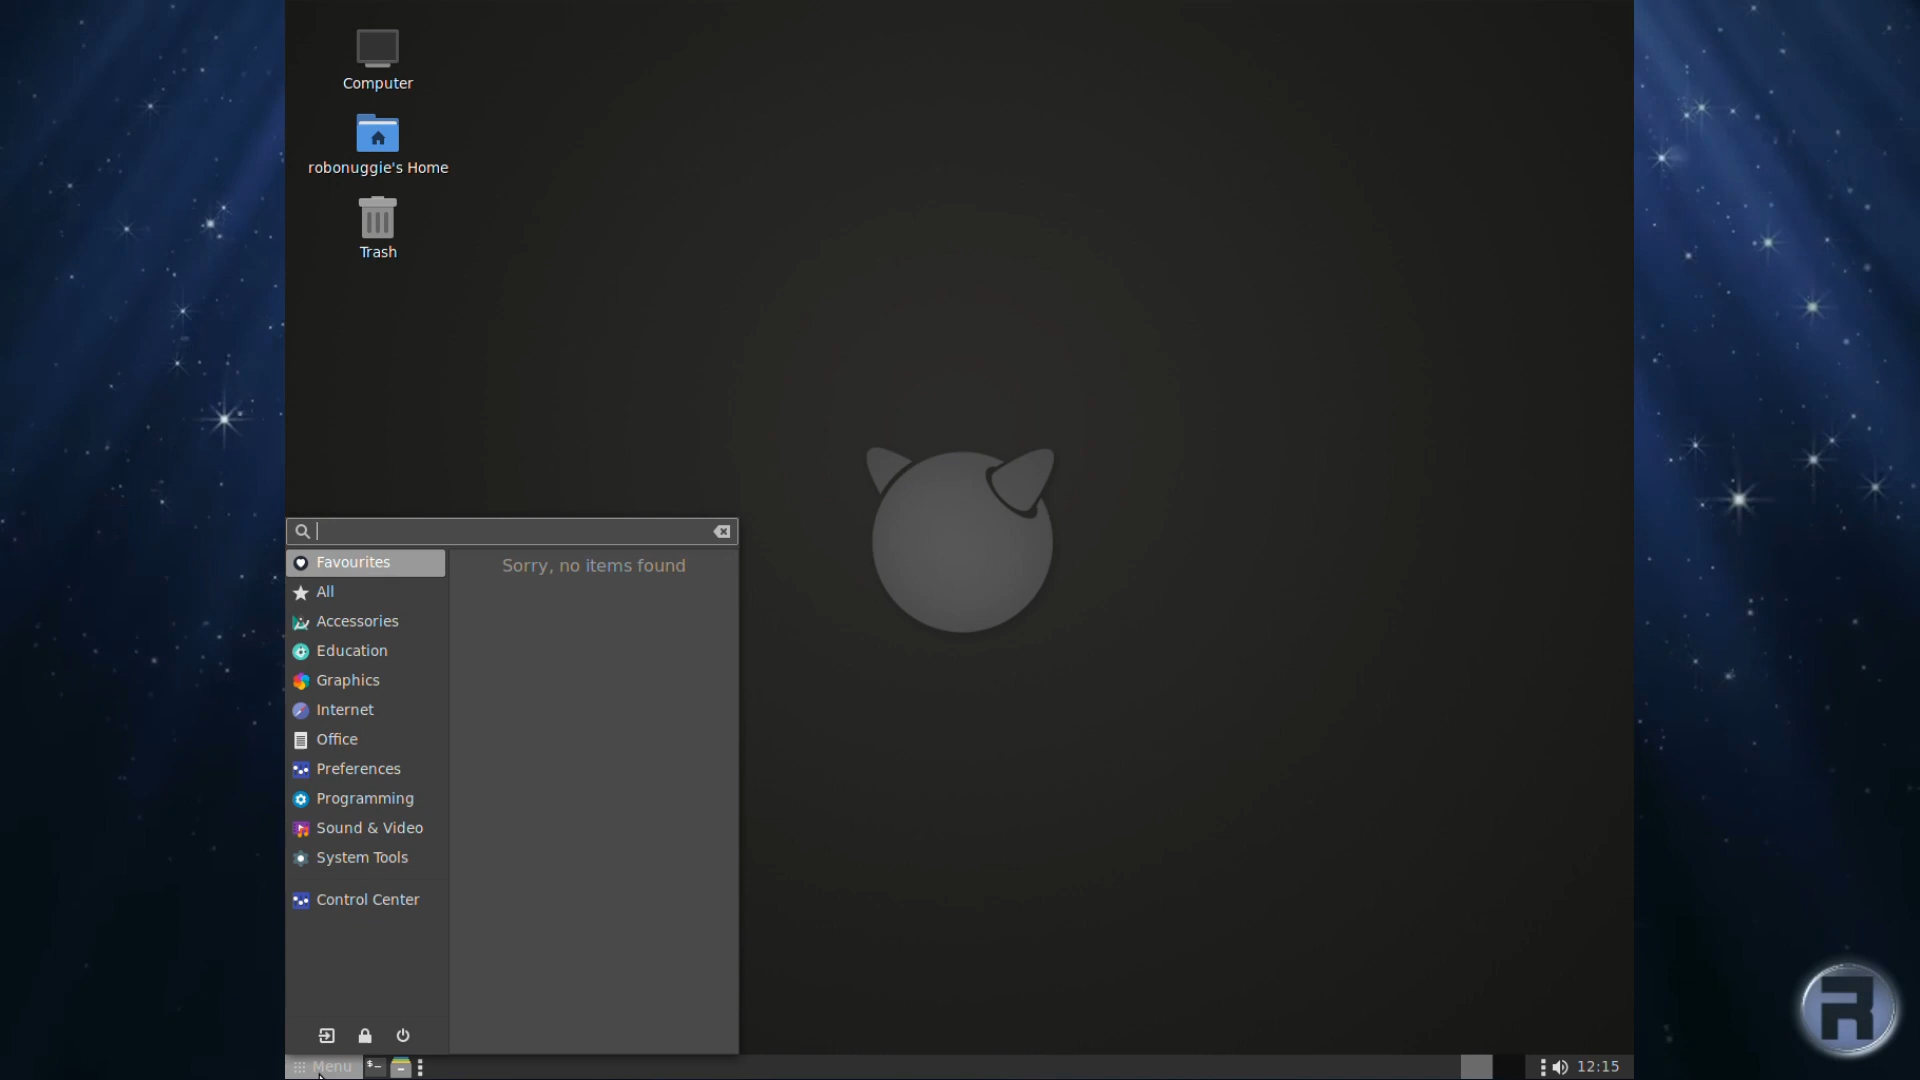 Computer
robonuggie's Home
Trash
Favourites
Sorry, no items found
All
Accessories
Education
Graphics
Internet
Office
Preferences
Programming
Sound & Video
System Tools
Control Center
Menu
$-
12:15
R